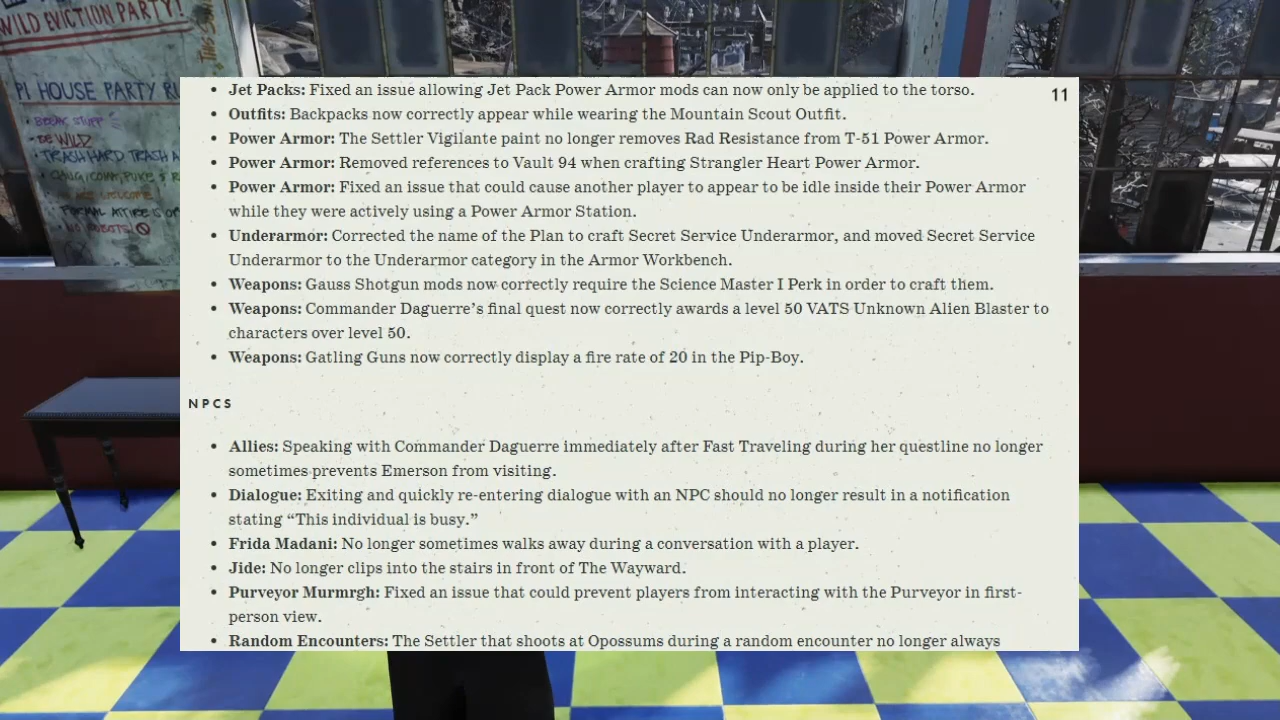 WILD EVICTION PARTY!
PI HOUSE PARTY RU
• BREAK STUFF
• BE WILD
• TRASH HARD TRASH A
• Jet Packs: Fixed an issue allowing Jet Pack Power Armor mods can now only be applied to the torso.
11
• Outfits: Backpacks now correctly appear while wearing the Mountain Scout Outfit.
• Power Armor: The Settler Vigilante paint no longer removes Rad Resistance from T-51 Power Armor.
• Power Armor: Removed references to Vault 94 when crafting Strangler Heart Power Armor.
• Power Armor: Fixed an issue that could cause another player to appear to be idle inside their Power Armor
while they were actively using a Power Armor Station.
• Underarmor: Corrected the name of the Plan to craft Secret Service Underarmor, and moved Secret Service
Underarmor to the Underarmor category in the Armor Workbench.
• Weapons: Gauss Shotgun mods now correctly require the Science Master I Perk in order to craft them.
• Weapons: Commander Daguerre’s final quest now correctly awards a level 50 VATS Unknown Alien Blaster to
characters over level 50.
• Weapons: Gatling Guns now correctly display a fire rate of 20 in the Pip-Boy.
NPCS
• Allies: Speaking with Commander Daguerre immediately after Fast Traveling during her questline no longer
sometimes prevents Emerson from visiting.
• Dialogue: Exiting and quickly re-entering dialogue with an NPC should no longer result in a notification
stating “This individual is busy.”
• Frida Madani: No longer sometimes walks away during a conversation with a player.
• Jide: No longer clips into the stairs in front of The Wayward.
• Purveyor Murmrgh: Fixed an issue that could prevent players from interacting with the Purveyor in first-
person view.
• Random Encounters: The Settler that shoots at Opossums during a random encounter no longer always